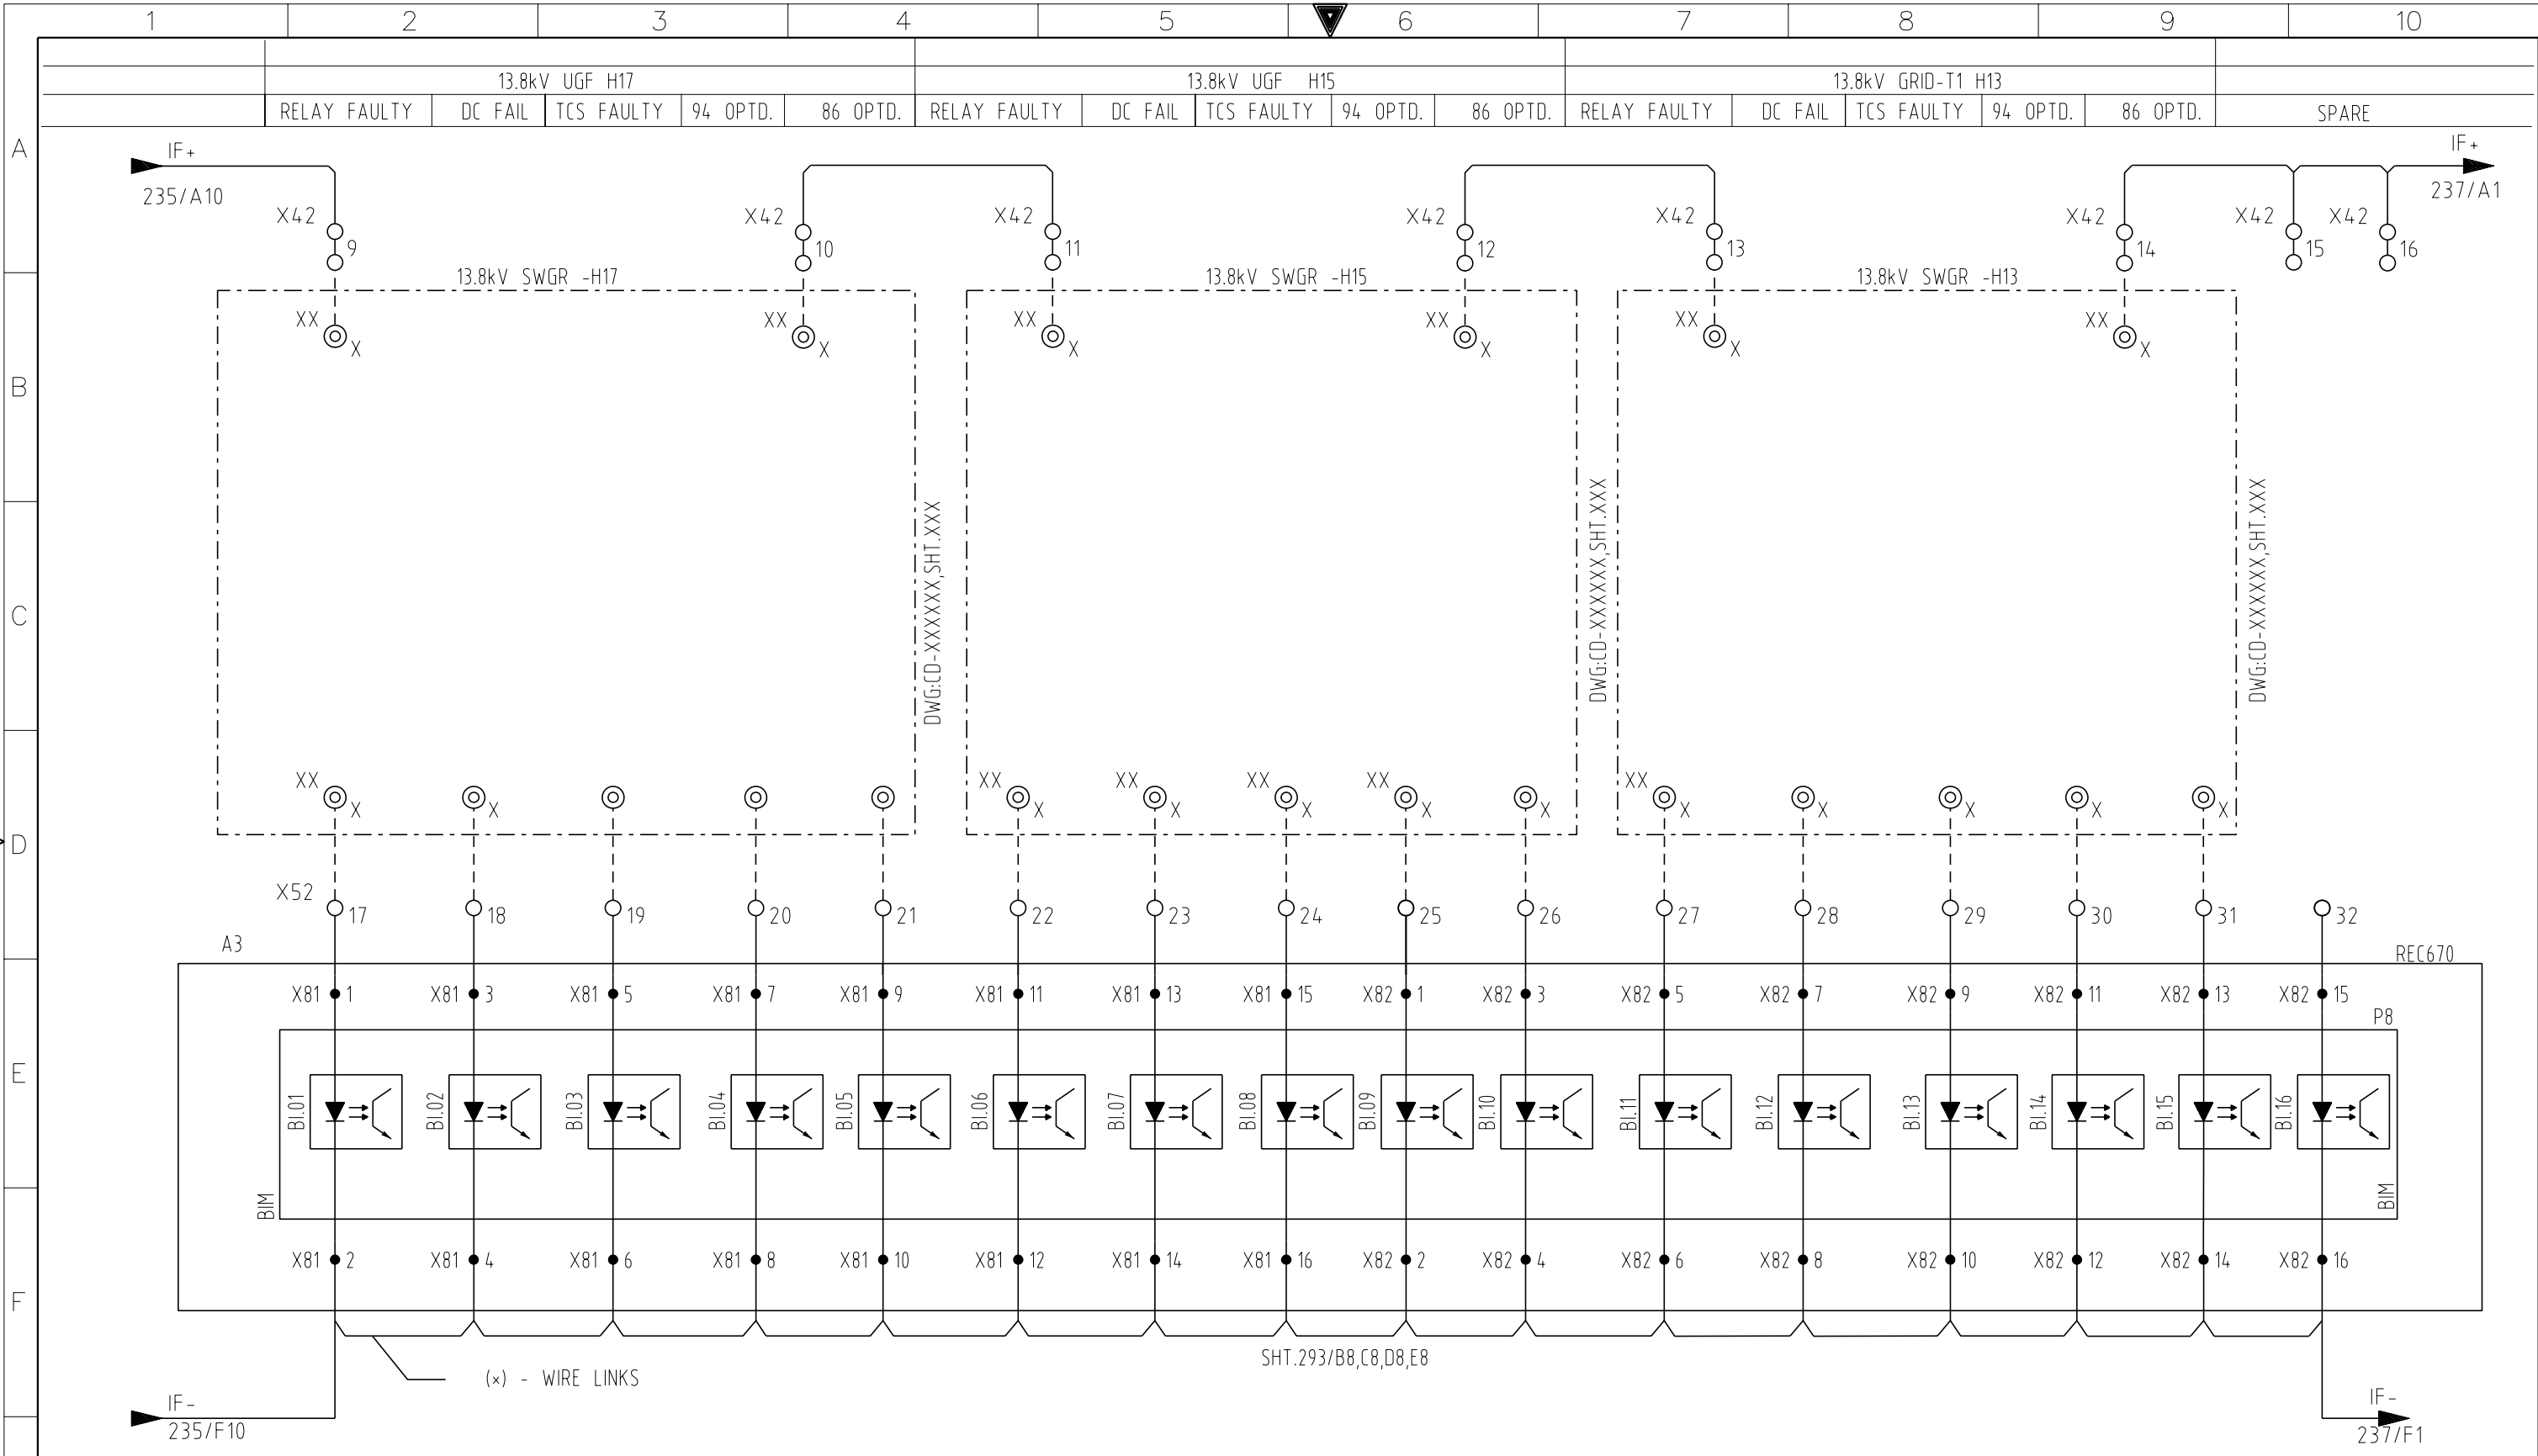 1 2 3 4 5 6 7 8 9 10
13.8kV UGF H17 13.8kV UGF H15 13.8kV GRID-T1 H13
RELAY FAULTY DC FAIL TCS FAULTY 94 OPTD. 86 OPTD. RELAY FAULTY DC FAIL TCS FAULTY 94 OPTD. 86 OPTD. RELAY FAULTY DC FAIL TCS FAULTY 94 OPTD. 86 OPTD. SPARE
A
IF+ IF+
235/A10 237/A1
X42 X42 X42 X42 X42 X42 X42 X42
9 10 11 12 13 14 15 16
13.8kV SWGR -H17 13.8kV SWGR -H15 13.8kV SWGR -H13
XX XX XX XX XX XX
X X X X X X
B
C
DWG:CD-XXXXXX,SHT.XXX DWG:CD-XXXXXX,SHT.XXX DWG:CD-XXXXXX,SHT.XXX
XX XX XX XX XX XX
X X X X X X X X X X X X
D
X52
17 18 19 20 21 22 23 24 25 26 27 28 29 30 31 32
A3 REC670
X81 1 X81 3 X81 5 X81 7 X81 9 X81 11 X81 13 X81 15 X82 1 X82 3 X82 5 X82 7 X82 9 X82 11 X82 13 X82 15
P8
E
BI.01 BI.02 BI.03 BI.04 BI.05 BI.06 BI.07 BI.08 BI.09 BI.10 BI.11 BI.12 BI.13 BI.14 BI.15 BI.16
BIM BIM
X81 2 X81 4 X81 6 X81 8 X81 10 X81 12 X81 14 X81 16 X82 2 X82 4 X82 6 X82 8 X82 10 X82 12 X82 14 X82 16
F
SHT.293/B8,C8,D8,E8
(x) - WIRE LINKS
IF- IF-
235/F10 237/F1